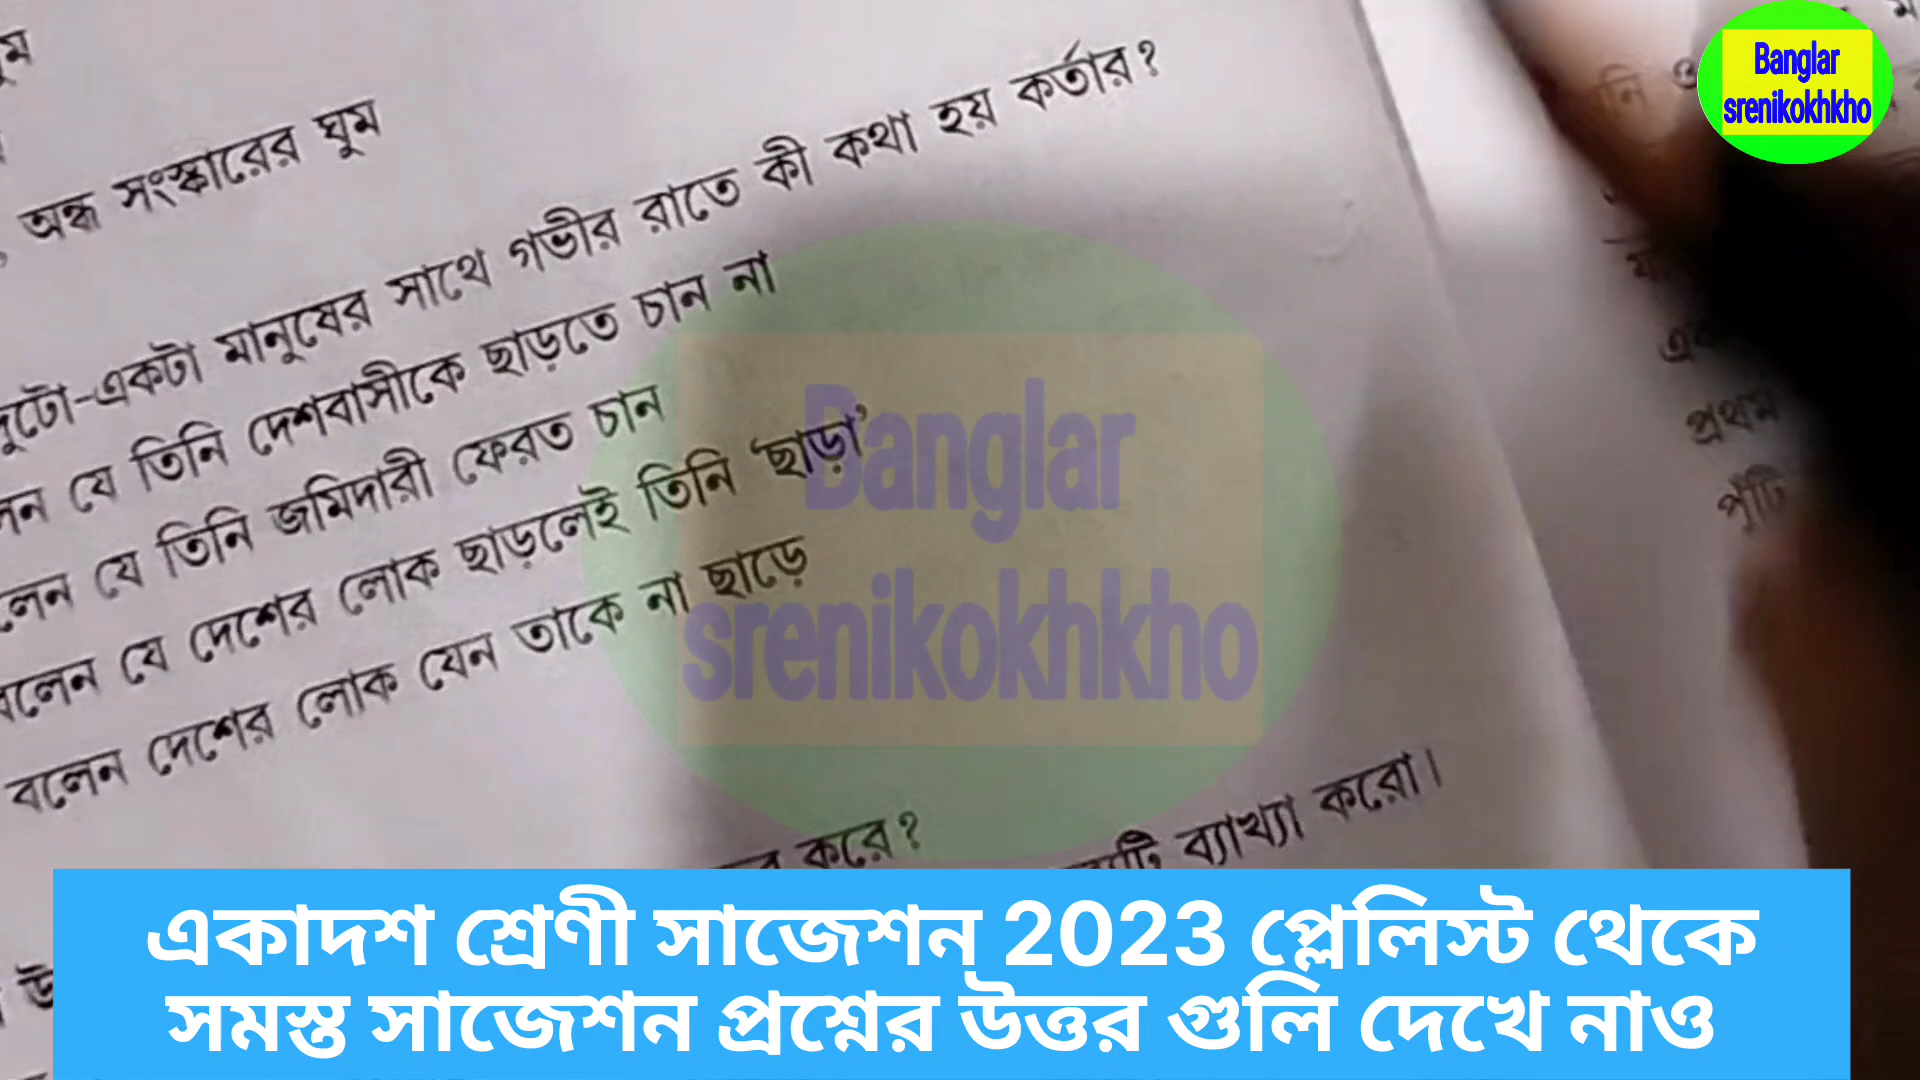 ঘুম
অন্ধ সংস্কারের ঘুম
দুটো-একটা মানুষের সাথে গভীর রাতে কী কথা হয় কর্তার?
যে তিনি দেশবাসীকে ছাড়তে চান না
যে তিনি জমিদারী ফেরত চান
বলেন যে দেশের লোক ছাড়লেই তিনি 'ছাড়া'
বলেন দেশের লোক যেন তাকে না ছাড়ে
করে?
ব্যাখ্যা করো।
প্রথম
Banglar
srenikokhkho
Banglar
srenikokhkho
একাদশ শ্রেণী সাজেশন 2023 প্লেলিস্ট থেকে
সমস্ত সাজেশন প্রশ্নের উত্তর গুলি দেখে নাও